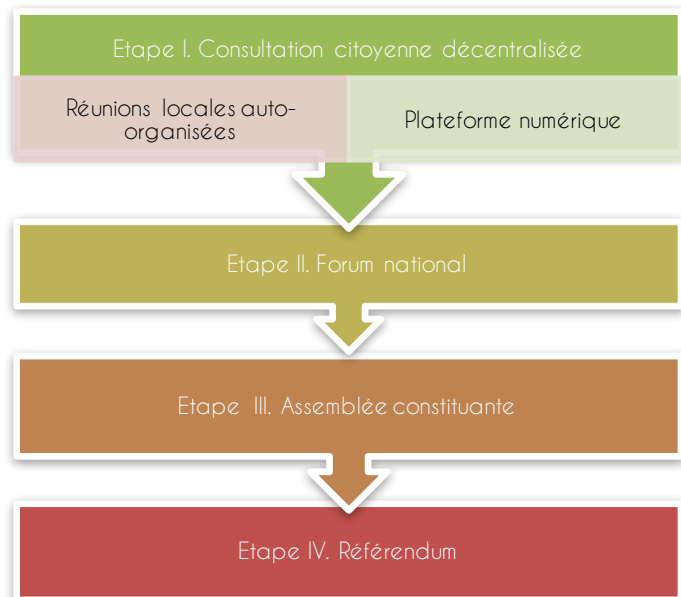 Etape I. Consultation citoyenne décentralisée
Réunions locales auto-
organisées
Plateforme numérique
Etape II. Forum national
Etape III. Assemblée constituante
Etape IV. Référendum